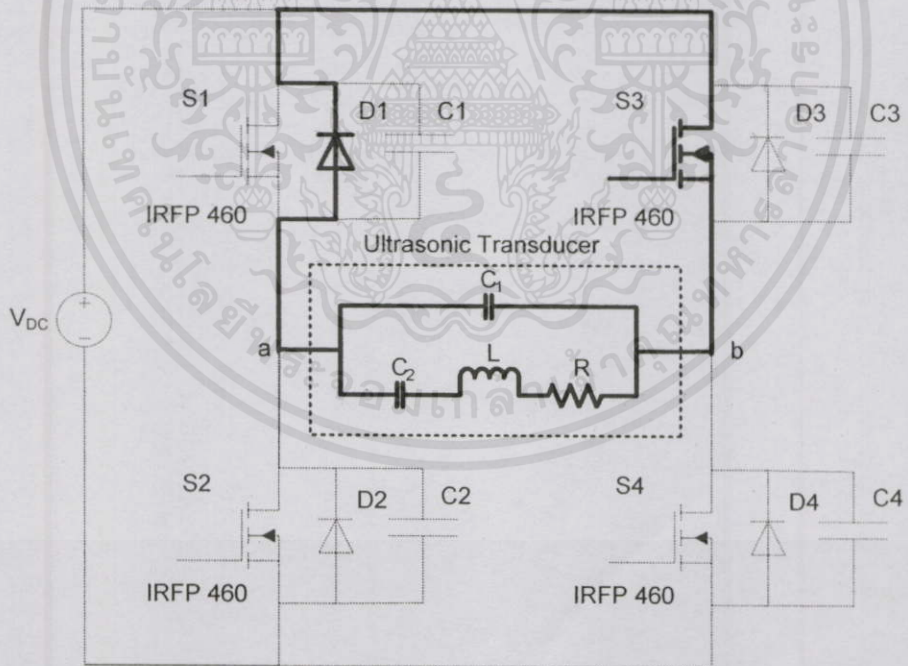 S1
D1
C1
IRFP 460
S3
D3
C3
IRFP 460
Ultrasonic Transducer
C₁
V_DC
a
b
C₂
L
R
S2
D2
C2
IRFP 460
S4
D4
C4
IRFP 460